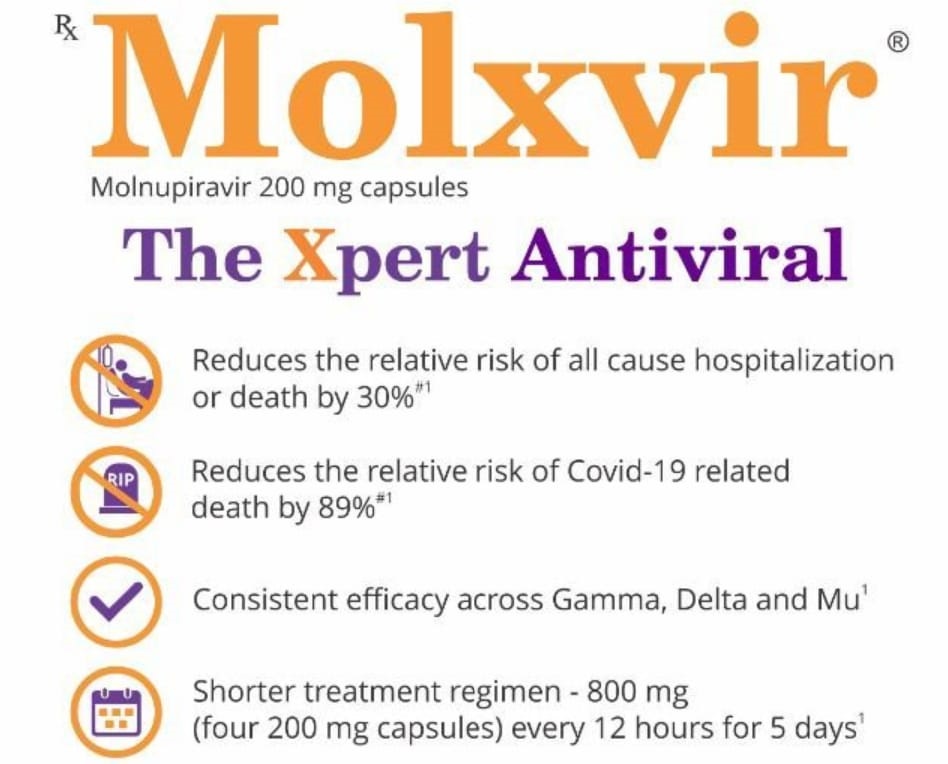 ℞ Molxvir®
Molnupiravir 200 mg capsules
The Xpert Antiviral
Reduces the relative risk of all cause hospitalization
or death by 30%#1
RIP
Reduces the relative risk of Covid-19 related
death by 89%#1
Consistent efficacy across Gamma, Delta and Mu1
Shorter treatment regimen - 800 mg
(four 200 mg capsules) every 12 hours for 5 days1